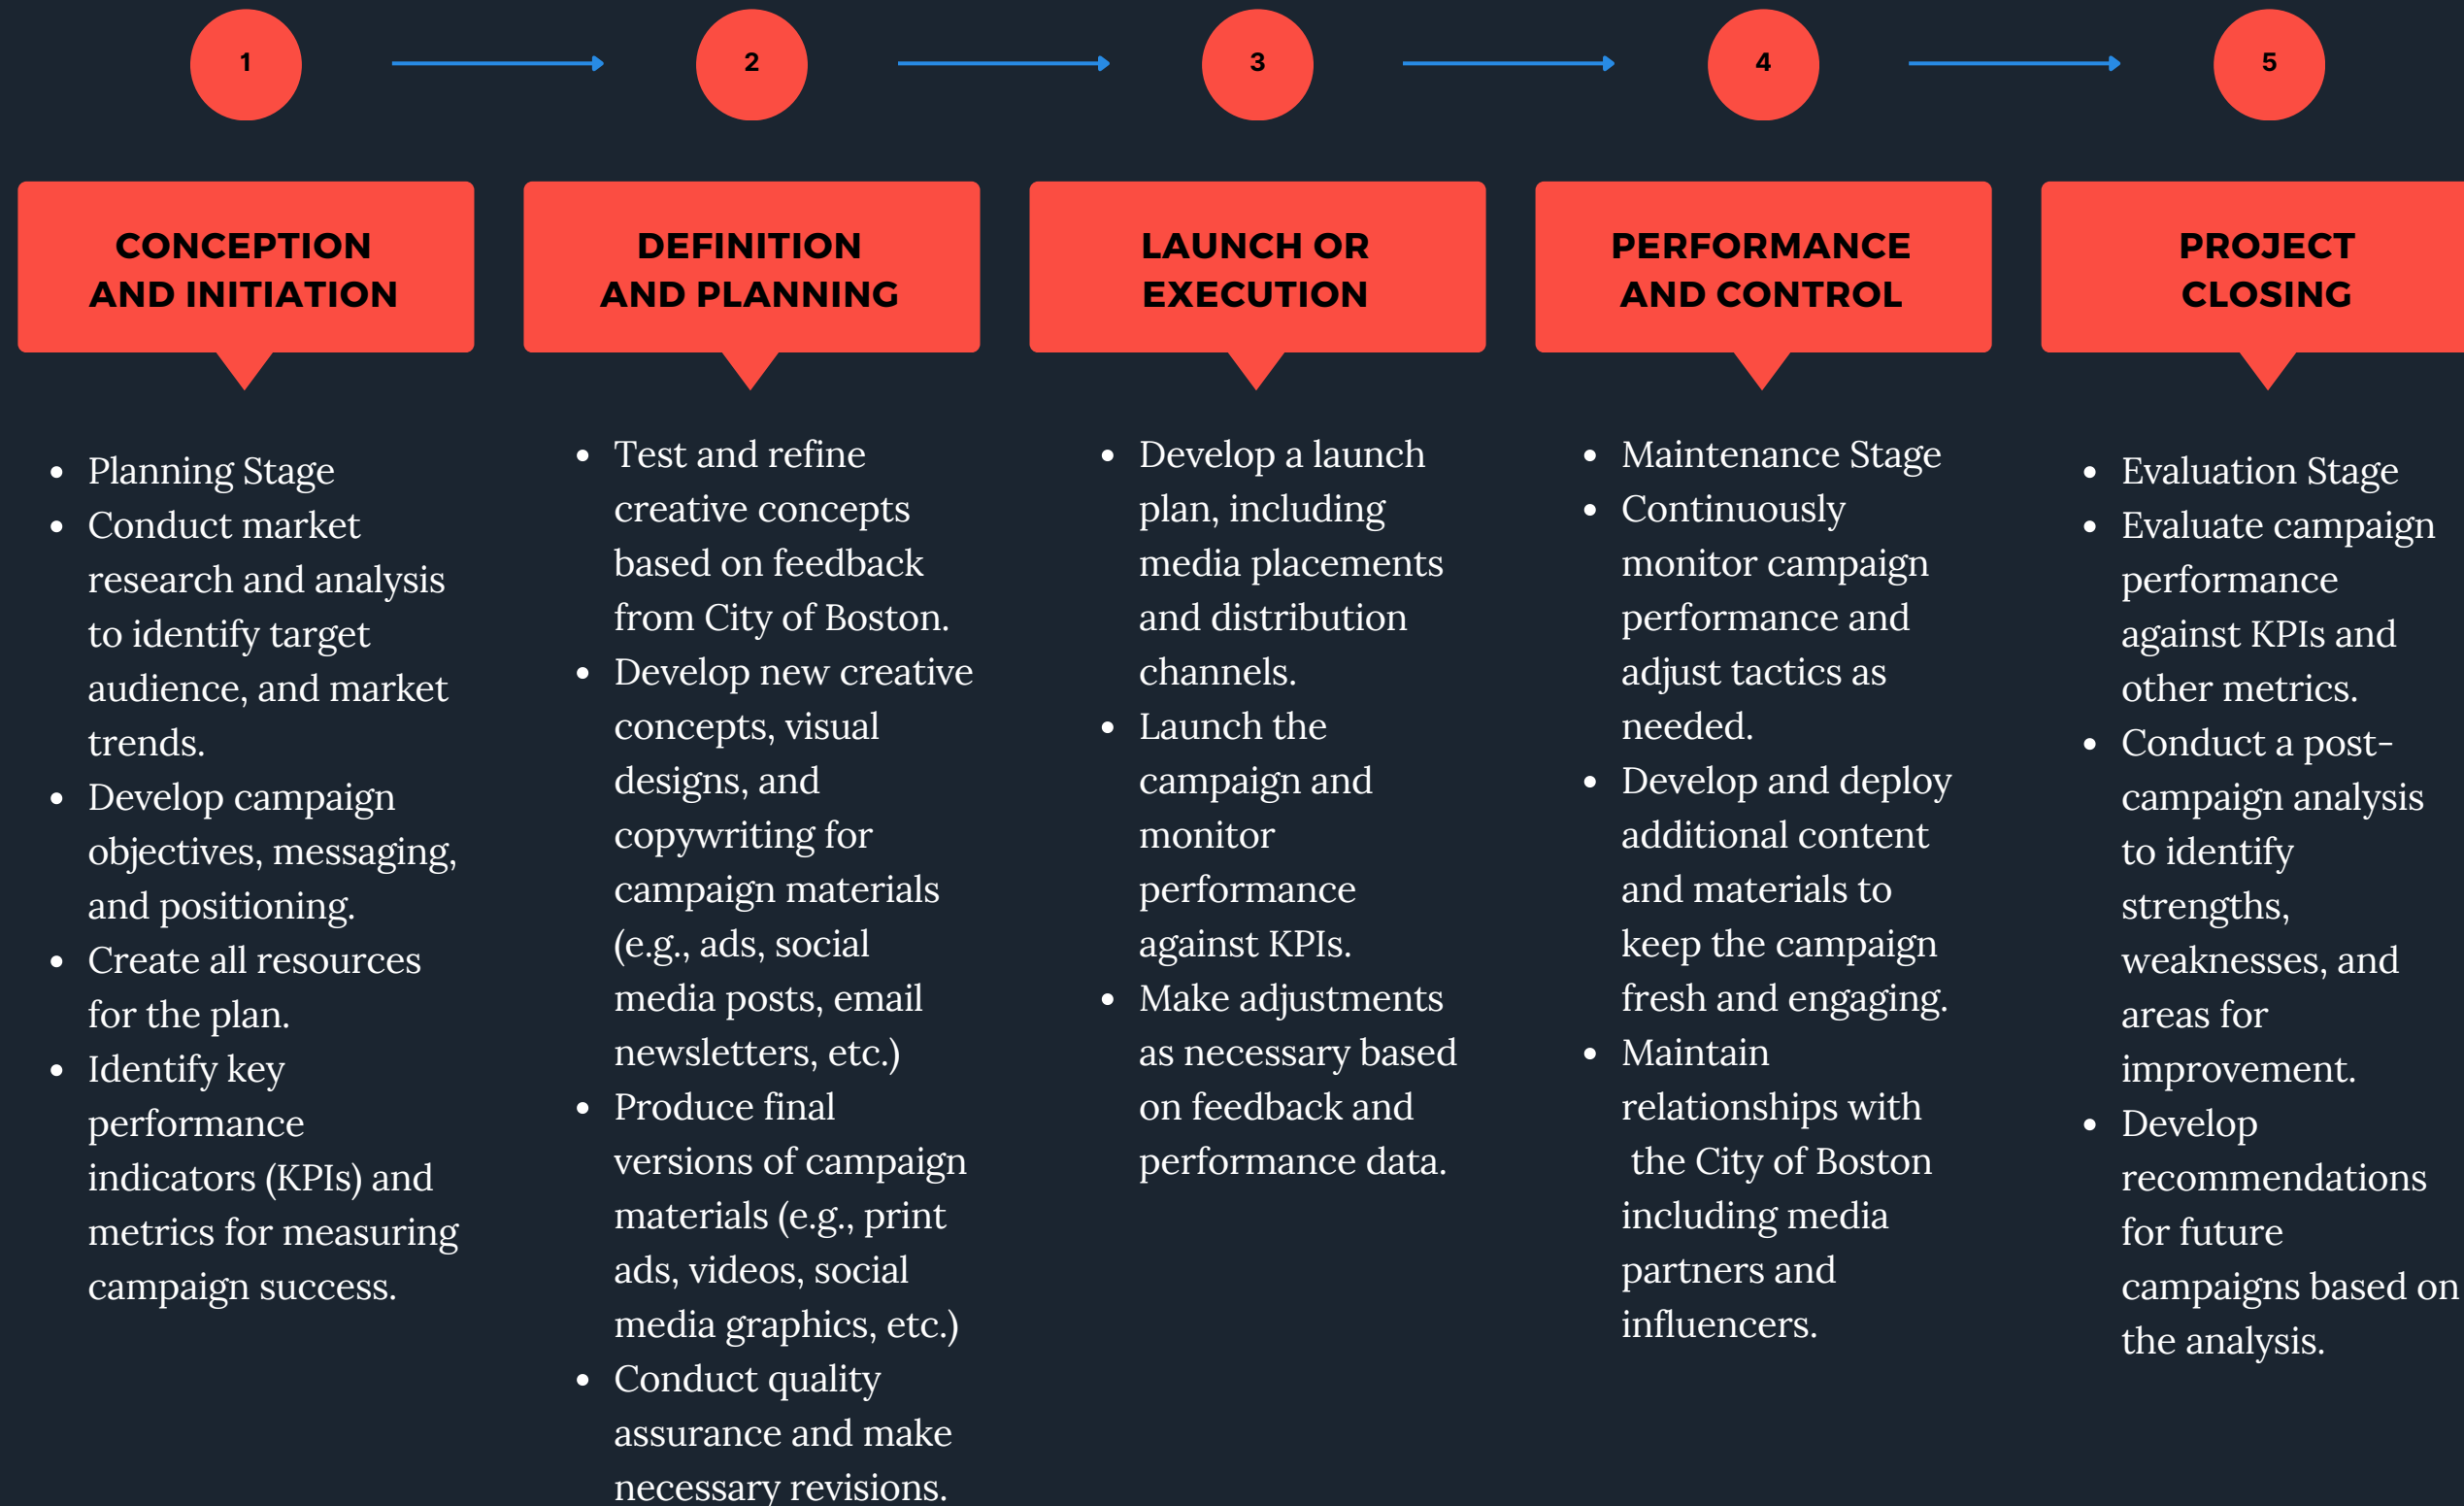 1
2
3
4
5
CONCEPTION
AND INITIATION
DEFINITION
AND PLANNING
LAUNCH OR
EXECUTION
PERFORMANCE
AND CONTROL
PROJECT
CLOSING
• Planning Stage
• Conduct market
research and analysis
to identify target
audience, and market
trends.
• Develop campaign
objectives, messaging,
and positioning.
• Create all resources
for the plan.
• Identify key
performance
indicators (KPIs) and
metrics for measuring
campaign success.
• Test and refine
creative concepts
based on feedback
from City of Boston.
• Develop new creative
concepts, visual
designs, and
copywriting for
campaign materials
(e.g., ads, social
media posts, email
newsletters, etc.)
• Produce final
versions of campaign
materials (e.g., print
ads, videos, social
media graphics, etc.)
• Conduct quality
assurance and make
necessary revisions.
• Develop a launch
plan, including
media placements
and distribution
channels.
• Launch the
campaign and
monitor
performance
against KPIs.
• Make adjustments
as necessary based
on feedback and
performance data.
• Maintenance Stage
• Continuously
monitor campaign
performance and
adjust tactics as
needed.
• Develop and deploy
additional content
and materials to
keep the campaign
fresh and engaging.
• Maintain
relationships with
the City of Boston
including media
partners and
influencers.
• Evaluation Stage
• Evaluate campaign
performance
against KPIs and
other metrics.
• Conduct a post-
campaign analysis
to identify
strengths,
weaknesses, and
areas for
improvement.
• Develop
recommendations
for future
campaigns based on
the analysis.